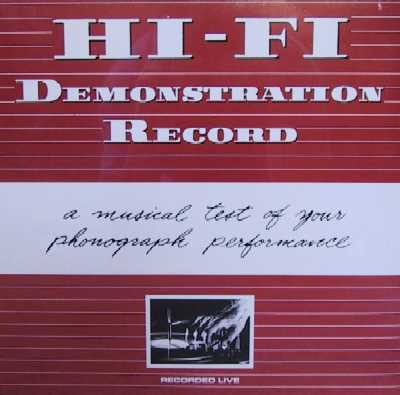 HI-FI
DEMONSTRATION
RECORD
a musical test of your
phonograph performance
RECORDED LIVE